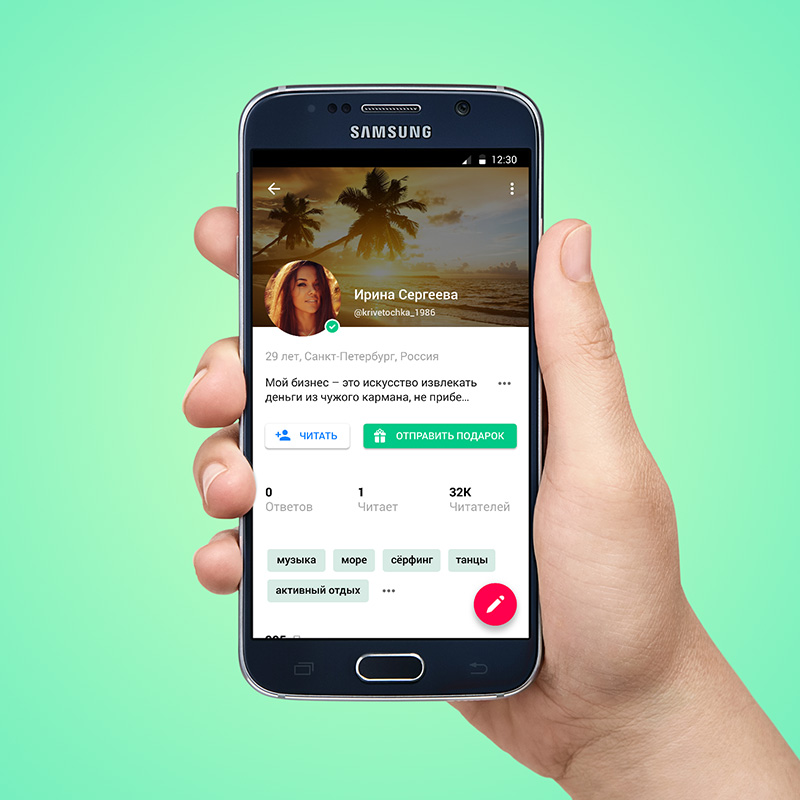 SAMSUNG
12:30
Ирина Сергеева
@krivetochka_1986
29 лет, Санкт-Петербург, Россия
Мой бизнес – это искусство извлекать
деньги из чужого кармана, не прибе...
ЧИТАТЬ
ОТПРАВИТЬ ПОДАРОК
0 1 32K
Ответов Читает Читателей
музыка море сёрфинг танцы
активный отдых